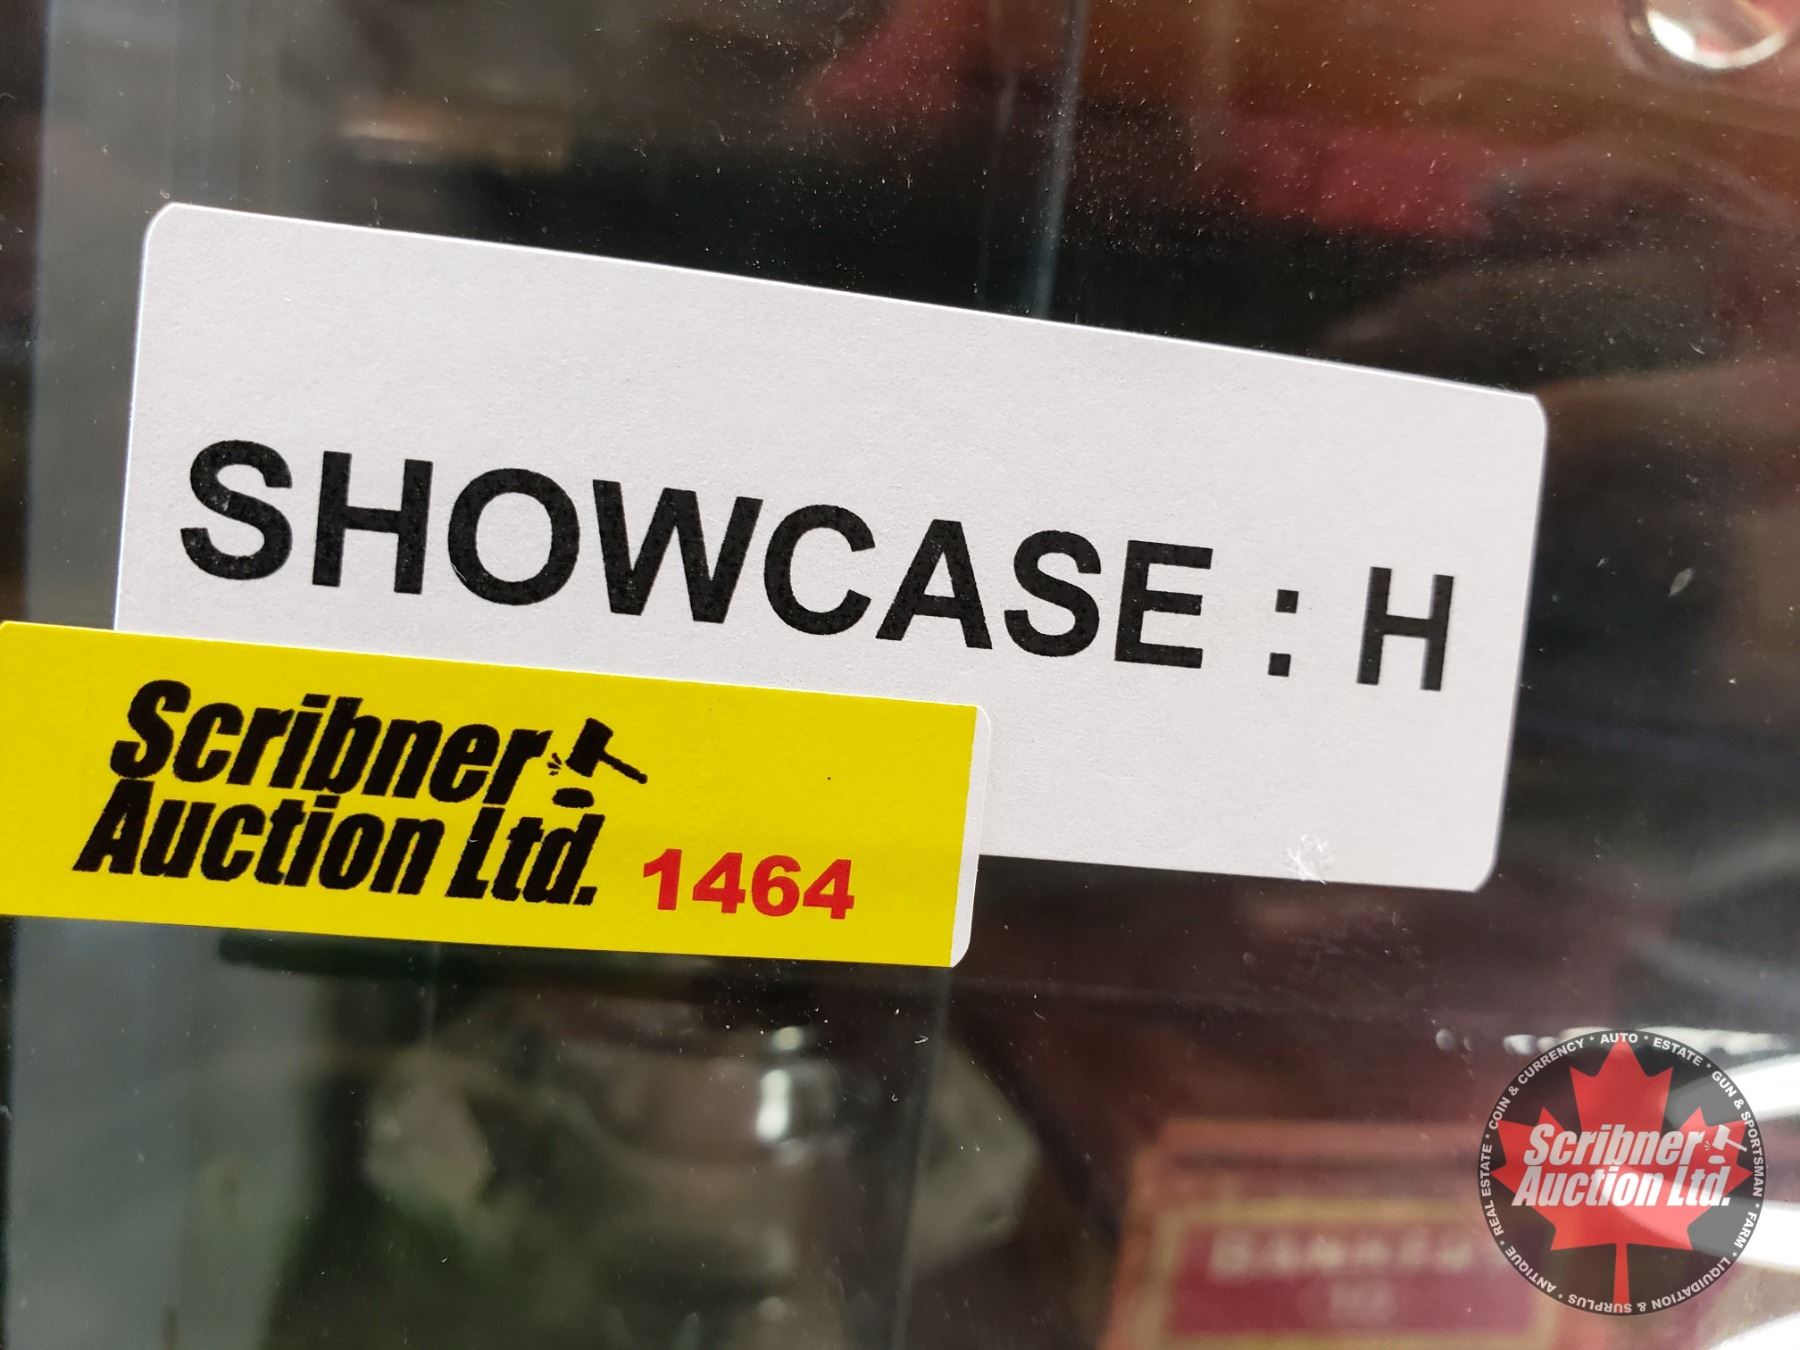 SHOWCASE : H
Scribner
Auction Ltd. 1464
COIN & CURRENCY * AUTO * ESTATE * GUN & SPORTSMAN * FARM * LIQUIDATION & SURPLUS * ANTIQUE * REAL ESTATE *
Scribner
Auction Ltd.